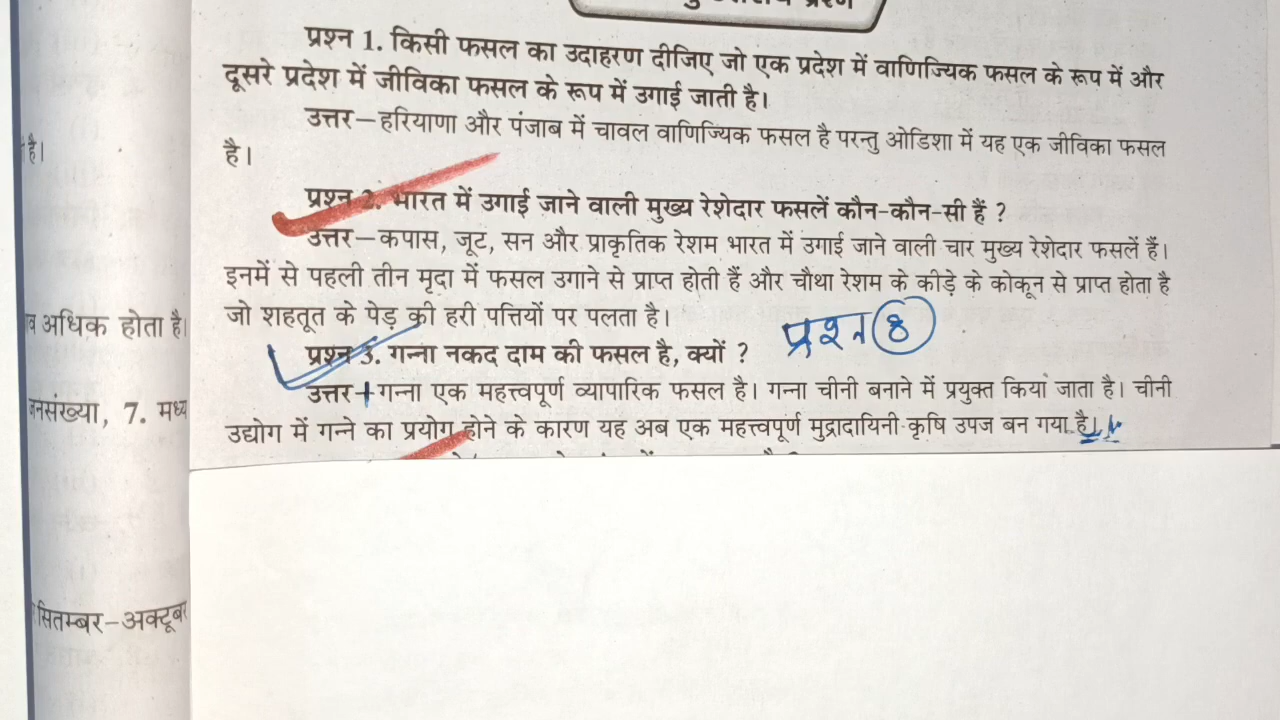 प्रश्न 1. किसी फसल का उदाहरण दीजिए जो एक प्रदेश में वाणिज्यिक फसल के रूप में और
दूसरे प्रदेश में जीविका फसल के रूप में उगाई जाती है।
उत्तर–हरियाणा और पंजाब में चावल वाणिज्यिक फसल है परन्तु ओडिशा में यह एक जीविका फसल
है।
प्रश्न 2. भारत में उगाई जाने वाली मुख्य रेशेदार फसलें कौन-कौन-सी हैं ?
उत्तर–कपास, जूट, सन और प्राकृतिक रेशम भारत में उगाई जाने वाली चार मुख्य रेशेदार फसलें हैं।
इनमें से पहली तीन मृदा में फसल उगाने से प्राप्त होती हैं और चौथा रेशम के कीड़े के कोकून से प्राप्त होता है
जो शहतूत के पेड़ की हरी पत्तियों पर पलता है।
प्रश्न 8
प्रश्न 3. गन्ना नकद दाम की फसल है, क्यों ?
उत्तर–गन्ना एक महत्त्वपूर्ण व्यापारिक फसल है। गन्ना चीनी बनाने में प्रयुक्त किया जाता है। चीनी
उद्योग में गन्ने का प्रयोग होने के कारण यह अब एक महत्त्वपूर्ण मुद्रादायिनी कृषि उपज बन गया है।
है।
अधिक होता है।
जनसंख्या, 7. मध्य
सितम्बर–अक्टूबर